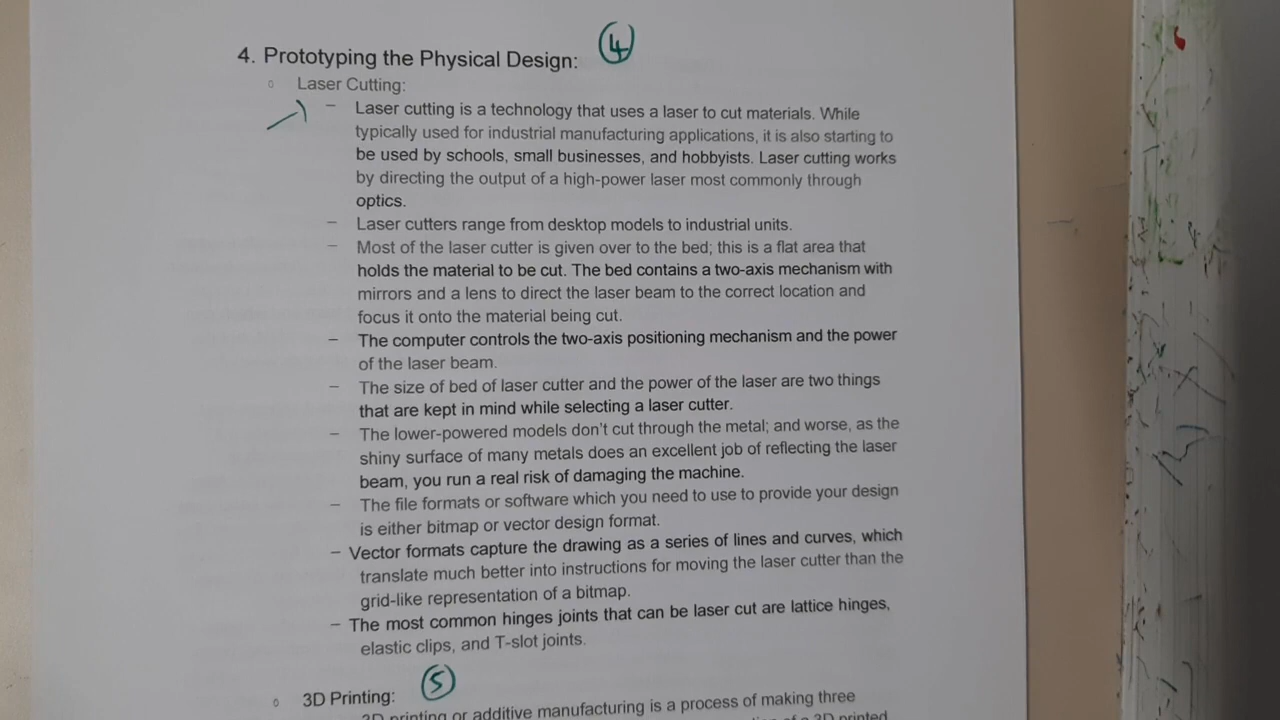 4. Prototyping the Physical Design: 4
o Laser Cutting:
– Laser cutting is a technology that uses a laser to cut materials. While
typically used for industrial manufacturing applications, it is also starting to
be used by schools, small businesses, and hobbyists. Laser cutting works
by directing the output of a high-power laser most commonly through
optics.
– Laser cutters range from desktop models to industrial units.
– Most of the laser cutter is given over to the bed; this is a flat area that
holds the material to be cut. The bed contains a two-axis mechanism with
mirrors and a lens to direct the laser beam to the correct location and
focus it onto the material being cut.
– The computer controls the two-axis positioning mechanism and the power
of the laser beam.
– The size of bed of laser cutter and the power of the laser are two things
that are kept in mind while selecting a laser cutter.
– The lower-powered models don't cut through the metal; and worse, as the
shiny surface of many metals does an excellent job of reflecting the laser
beam, you run a real risk of damaging the machine.
– The file formats or software which you need to use to provide your design
is either bitmap or vector design format.
– Vector formats capture the drawing as a series of lines and curves, which
translate much better into instructions for moving the laser cutter than the
grid-like representation of a bitmap.
– The most common hinges joints that can be laser cut are lattice hinges,
elastic clips, and T-slot joints.
o 3D Printing: 5
3D printing or additive manufacturing is a process of making three
of a 3D printed